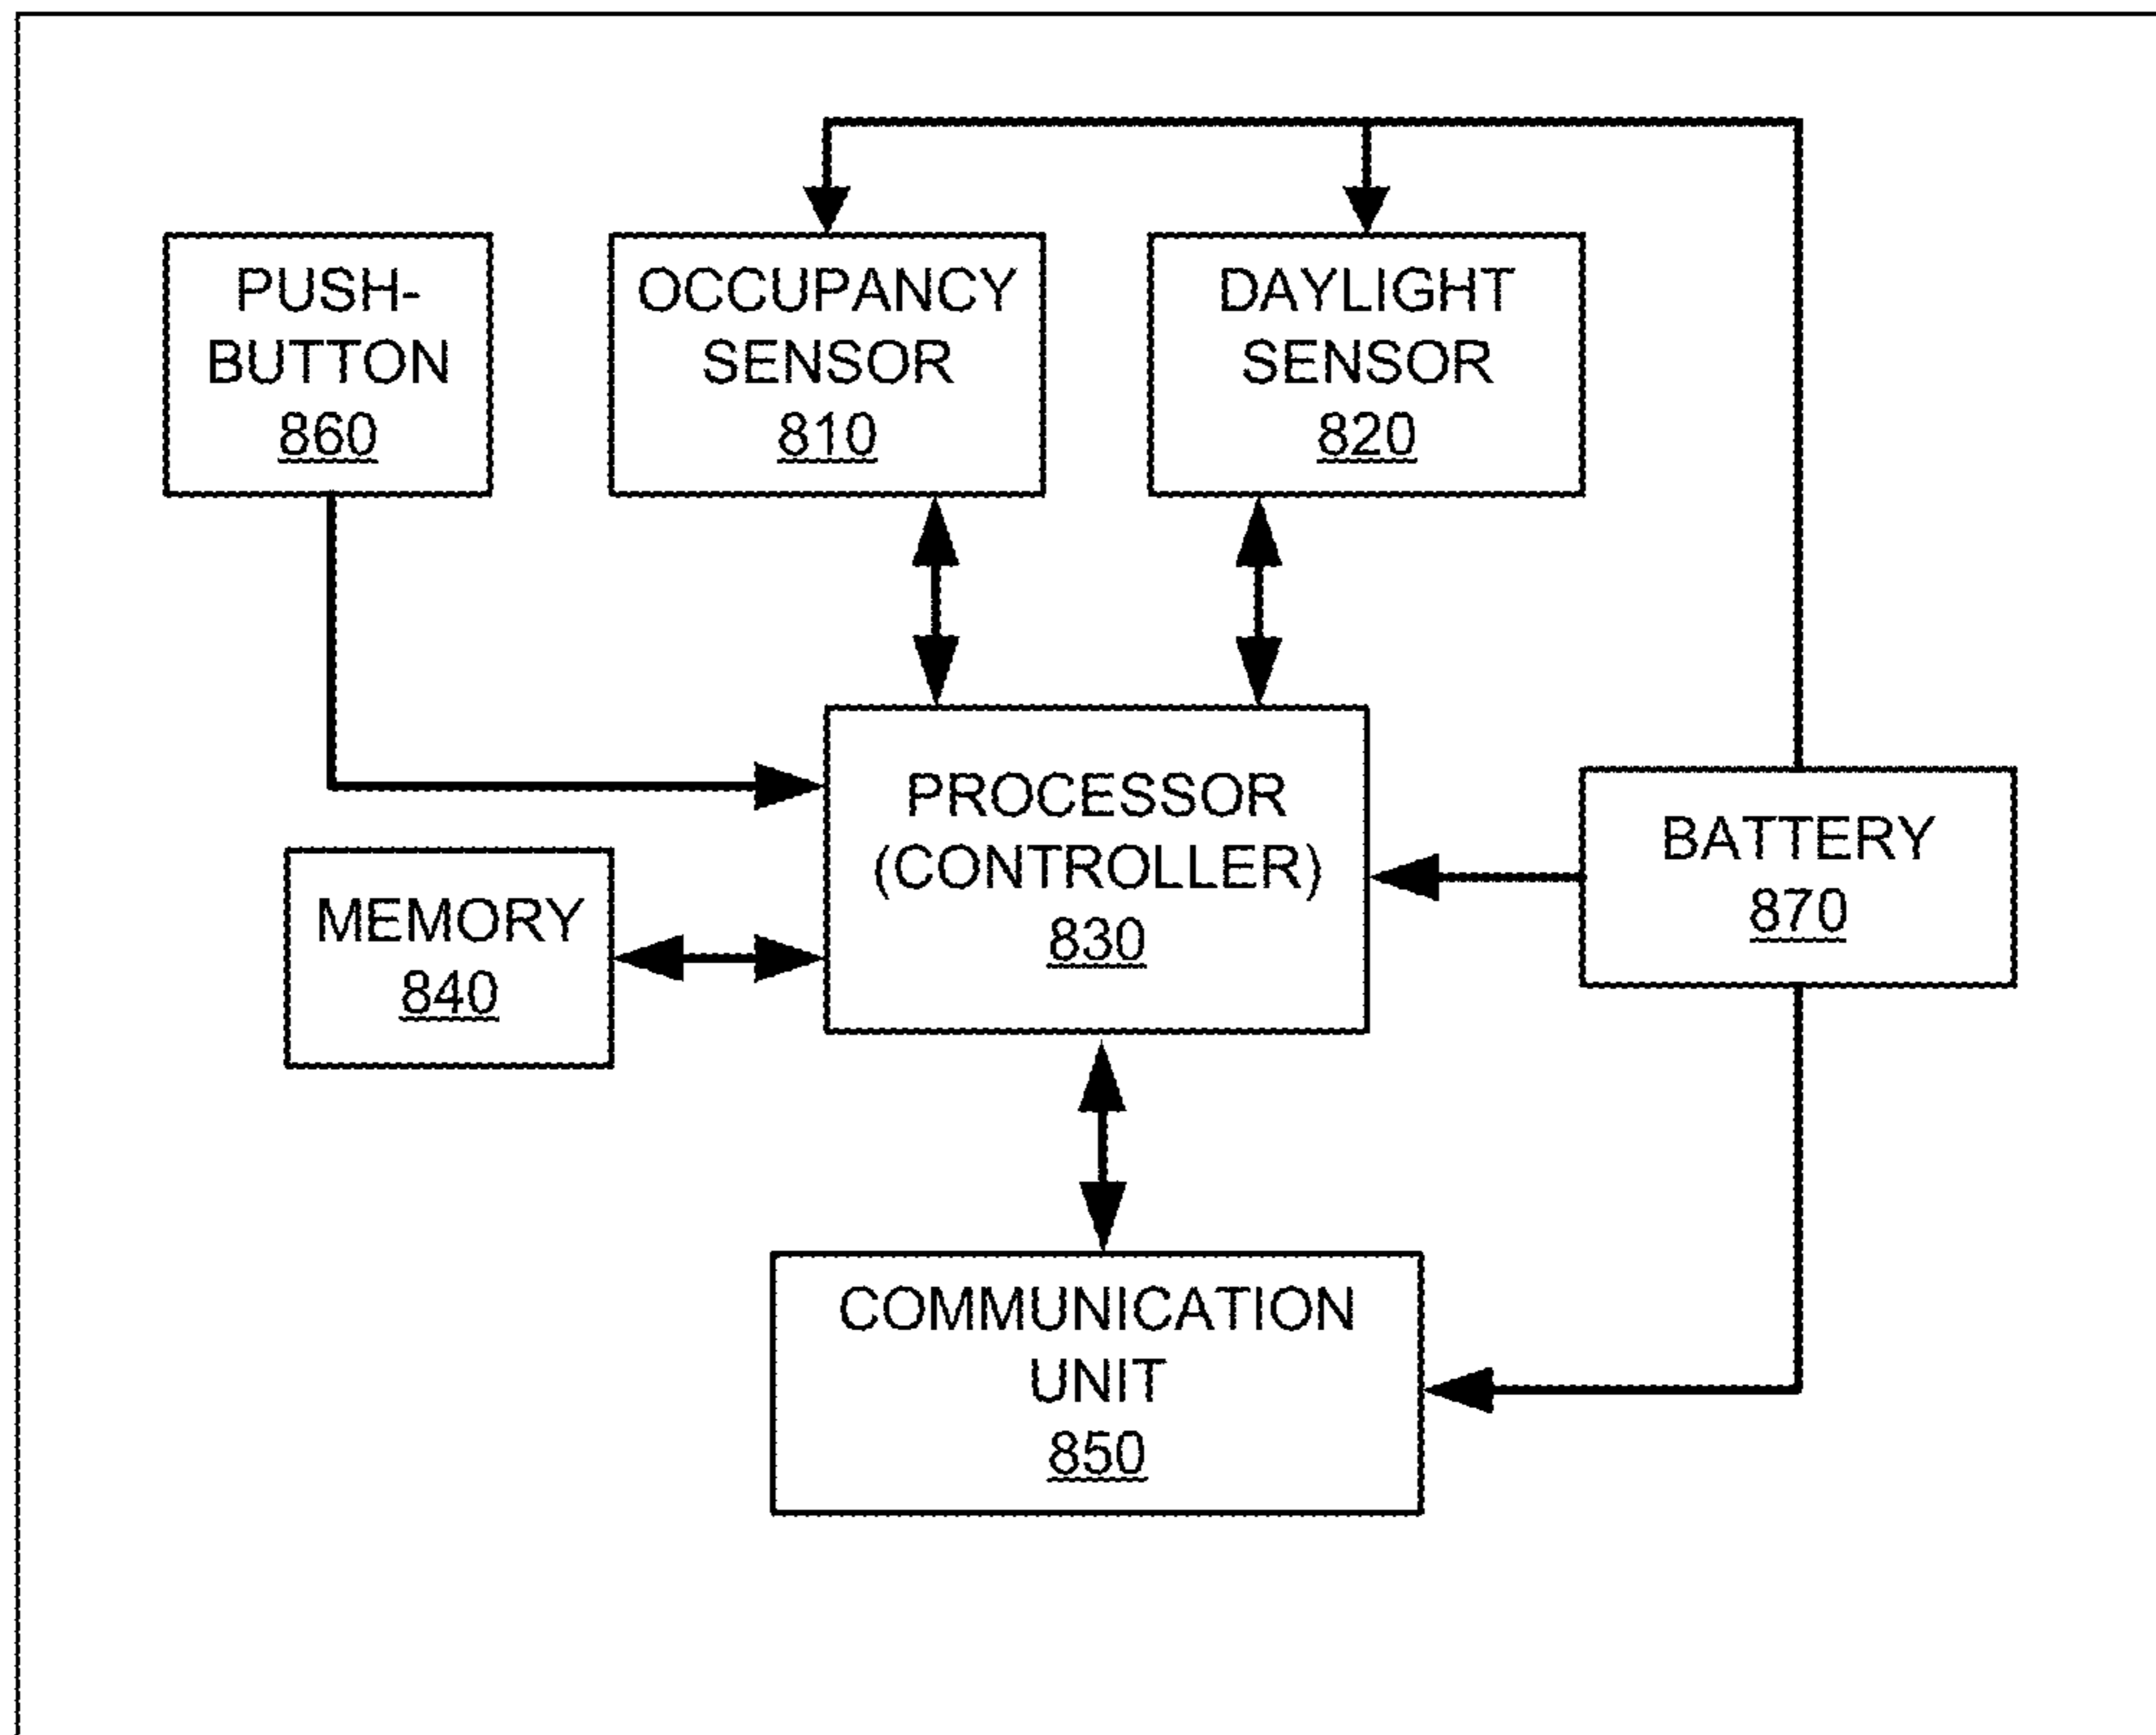 PUSH-
BUTTON
860
OCCUPANCY
SENSOR
810
DAYLIGHT
SENSOR
820
PROCESSOR
(CONTROLLER)
830
BATTERY
870
MEMORY
840
COMMUNICATION
UNIT
850